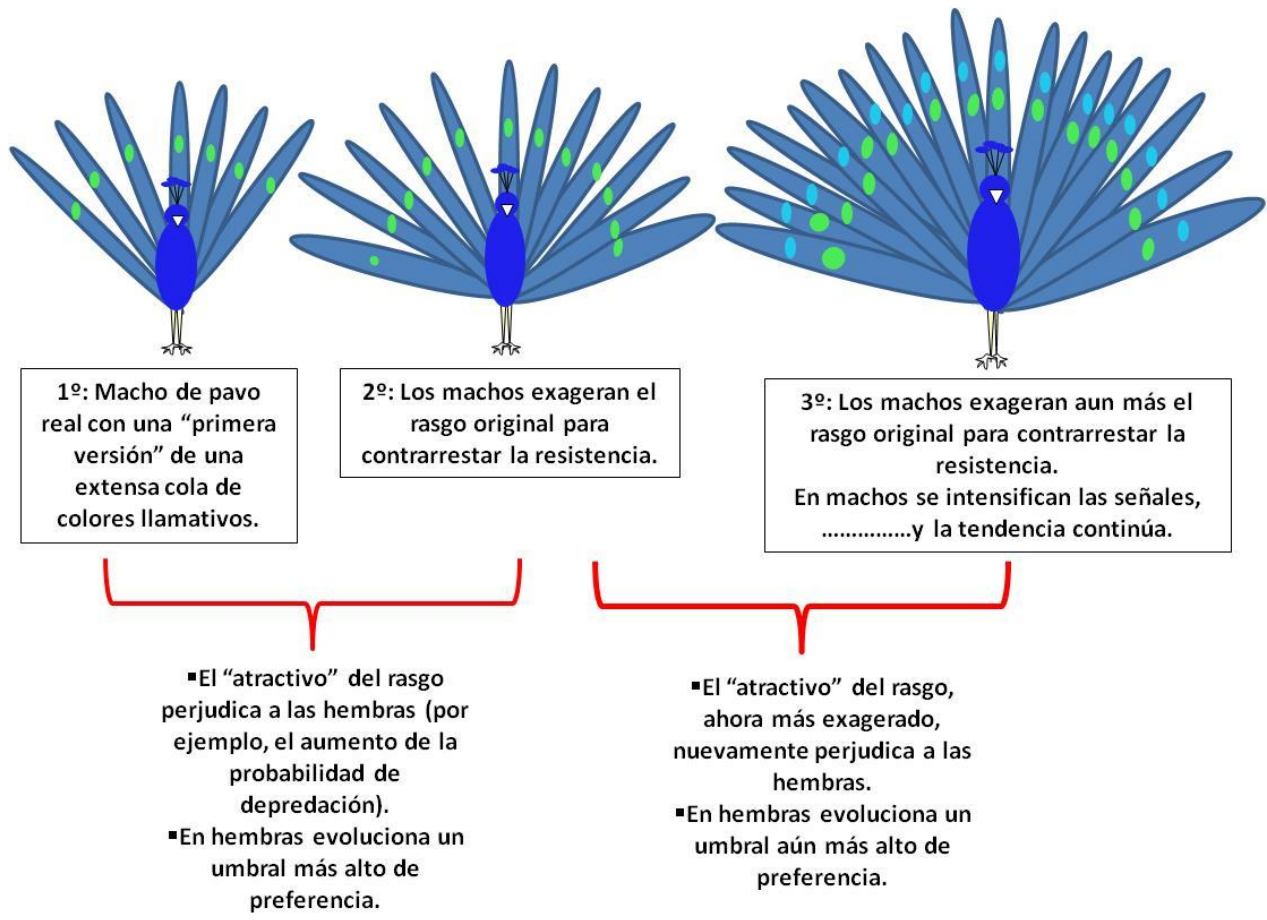 1º: Macho de pavo
real con una “primera
versión” de una
extensa cola de
colores llamativos.
2º: Los machos exageran el
rasgo original para
contrarrestar la resistencia.
3º: Los machos exageran aun más el
rasgo original para contrarrestar la
resistencia.
En machos se intensifican las señales,
……………y la tendencia continúa.
▪El “atractivo” del rasgo
perjudica a las hembras (por
ejemplo, el aumento de la
probabilidad de
depredación).
▪En hembras evoluciona un
umbral más alto de
preferencia.
▪El “atractivo” del rasgo,
ahora más exagerado,
nuevamente perjudica a las
hembras.
▪En hembras evoluciona un
umbral aún más alto de
preferencia.